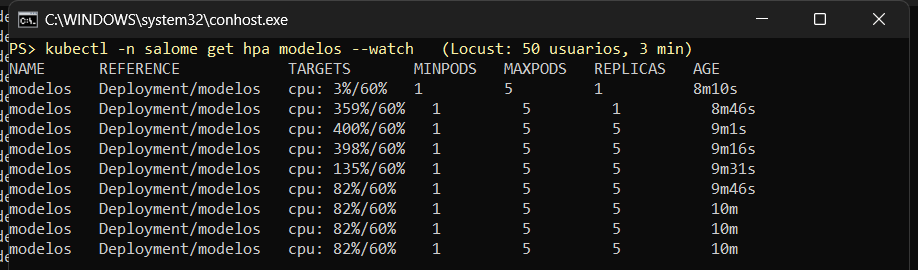 C:\WINDOWS\system32\conhost.exe
PS> kubectl -n salome get hpa modelos --watch (Locust: 50 usuarios, 3 min)
NAME REFERENCE TARGETS MINPODS MAXPODS REPLICAS AGE
modelos Deployment/modelos cpu: 3%/60% 1 5 1 8m10s
modelos Deployment/modelos cpu: 359%/60% 1 5 1 8m46s
modelos Deployment/modelos cpu: 400%/60% 1 5 5 9m1s
modelos Deployment/modelos cpu: 398%/60% 1 5 5 9m16s
modelos Deployment/modelos cpu: 135%/60% 1 5 5 9m31s
modelos Deployment/modelos cpu: 82%/60% 1 5 5 9m46s
modelos Deployment/modelos cpu: 82%/60% 1 5 5 10m
modelos Deployment/modelos cpu: 82%/60% 1 5 5 10m
modelos Deployment/modelos cpu: 82%/60% 1 5 5 10m